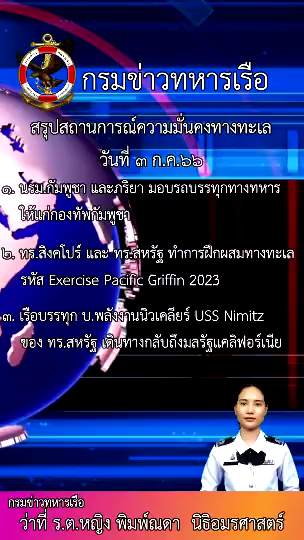 กรมข่าวทหารเรือ
สรุปสถานการณ์ความมั่นคงทางทะเล
วันที่ ๓ ก.ค.๖๖
๑. นรม.กัมพูชา และภริยา มอบรถบรรทุกทางทหาร
ให้แก่กองทัพกัมพูชา
๒. ทร.สิงคโปร์ และ ทร.สหรัฐ ทำการฝึกผสมทางทะเล
รหัส Exercise Pacific Griffin 2023
๓. เรือบรรทุก บ.พลังงานนิวเคลียร์ USS Nimitz
ของ ทร.สหรัฐ เดินทางกลับถึงมลรัฐแคลิฟอร์เนีย
กรมข่าวทหารเรือ
ว่าที่ ร.ต.หญิง พิมพ์ณดา นิธิอมรศาสตร์